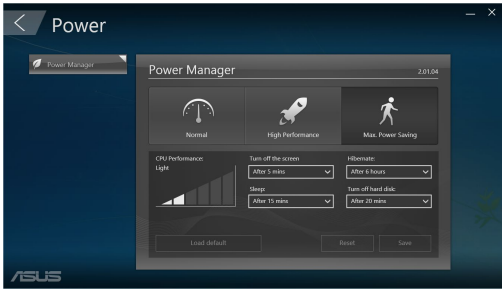 Power
Power Manager
Power Manager
2.01.04
Normal
High Performance
Max. Power Saving
CPU Performance:
Light
Turn off the screen
After 5 mins
Hibernate:
After 6 hours
Sleep:
After 15 mins
Turn off hard disk:
After 20 mins
Load default
Reset
Save
ASUS